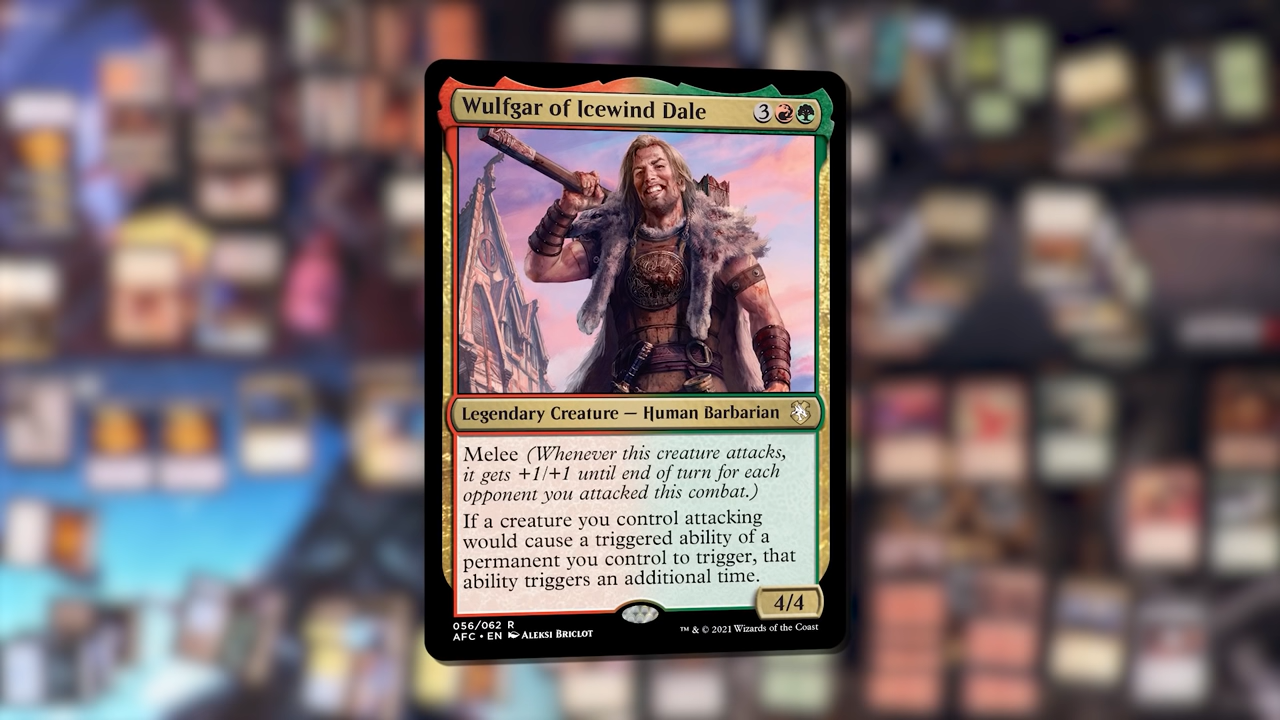 Wulfgar of Icewind Dale 3
Legendary Creature — Human Barbarian
Melee (Whenever this creature attacks,
it gets +1/+1 until end of turn for each
opponent you attacked this combat.)
If a creature you control attacking
would cause a triggered ability of a
permanent you control to trigger, that
ability triggers an additional time.
4/4
056/062 R
AFC • EN ALEKSI BRICLOT
™ & © 2021 Wizards of the Coast